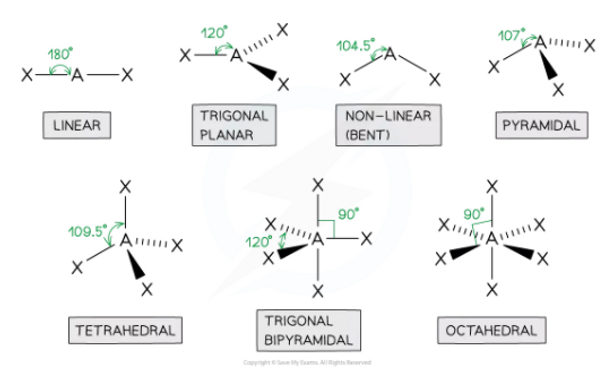 180°
X A X
LINEAR
120°
X A X X
TRIGONAL
PLANAR
104.5°
A
X X
NON-LINEAR
(BENT)
107°
A X
X X
PYRAMIDAL
X
109.5°
A X
X X
TETRAHEDRAL
X
90°
X A X
120°
X
X
TRIGONAL
BIPYRAMIDAL
X
90°
X A X
X X
X
OCTAHEDRAL
Copyright © Save My Exams. All Rights Reserved